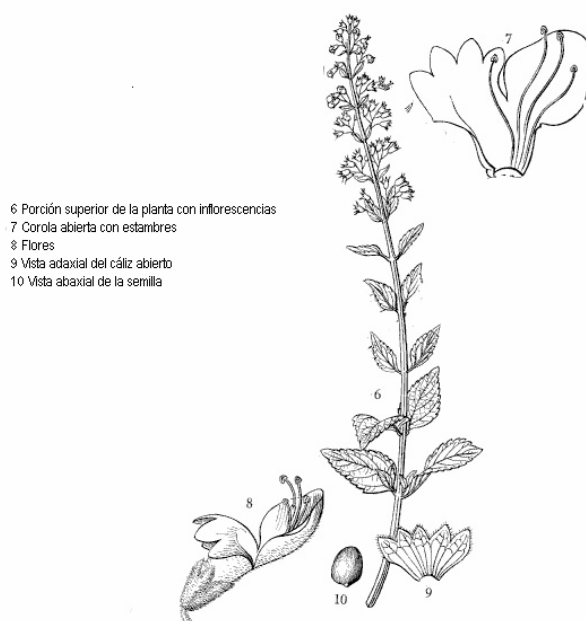 7
6 Porción superior de la planta con inflorescencias
7 Corola abierta con estambres
8 Flores
9 Vista adaxial del cáliz abierto
10 Vista abaxial de la semilla
6
8
10
9